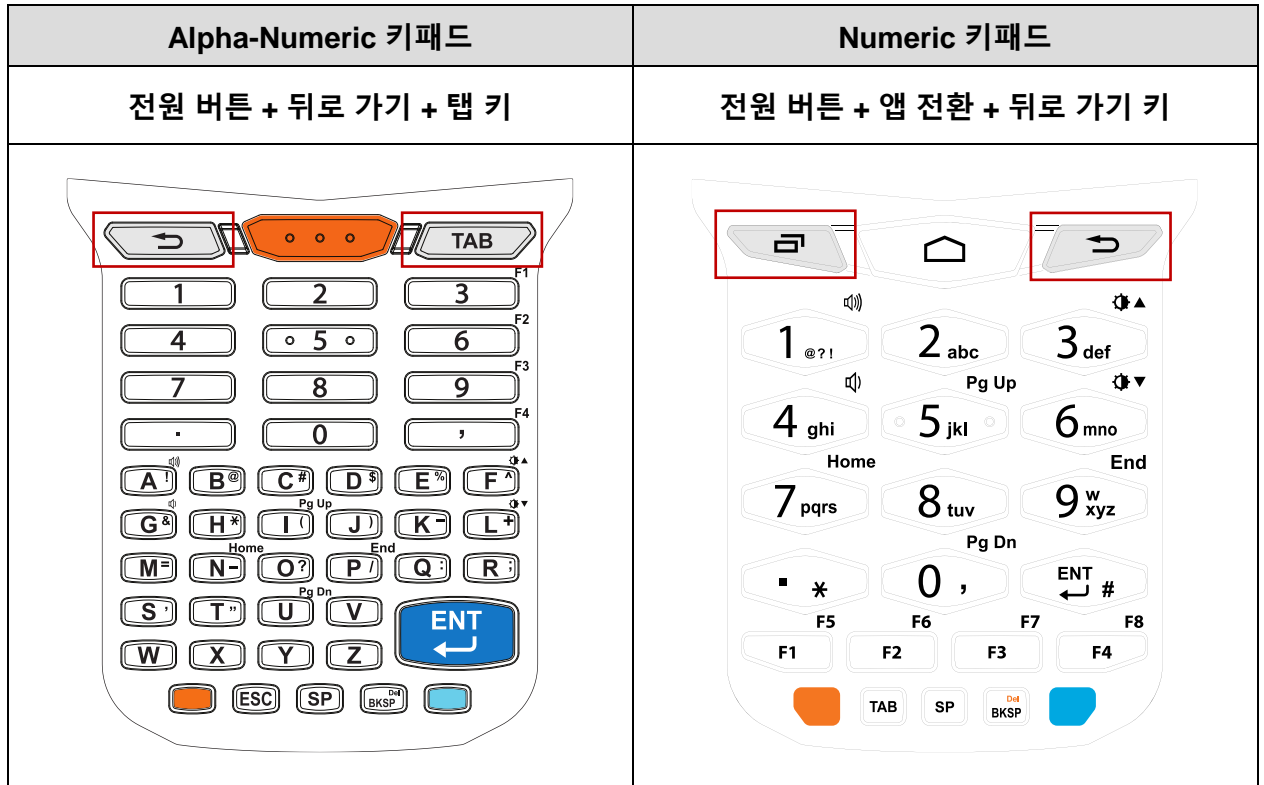 Alpha-Numeric 키패드
Numeric 키패드
전원 버튼 + 뒤로 가기 + 탭 키
전원 버튼 + 앱 전환 + 뒤로 가기 키
TAB
F1
1 2 3
F2
4 5 6
F3
7 8 9
F4
. 0 ,
A ! B @ C # D $ E % F ^
Pg Up
G & H * I ( J ) K - L +
Home End
M = N - O ? P / Q : R ;
Pg Dn
S ' T " U V
ENT
W X Y Z
ESC SP Del BKSP
1 @?! 2 abc 3 def
Pg Up
4 ghi 5 jkl 6 mno
Home End
7 pqrs 8 tuv 9 w xyz
Pg Dn
. * 0 , ENT #
F5 F6 F7 F8
F1 F2 F3 F4
TAB SP Del BKSP